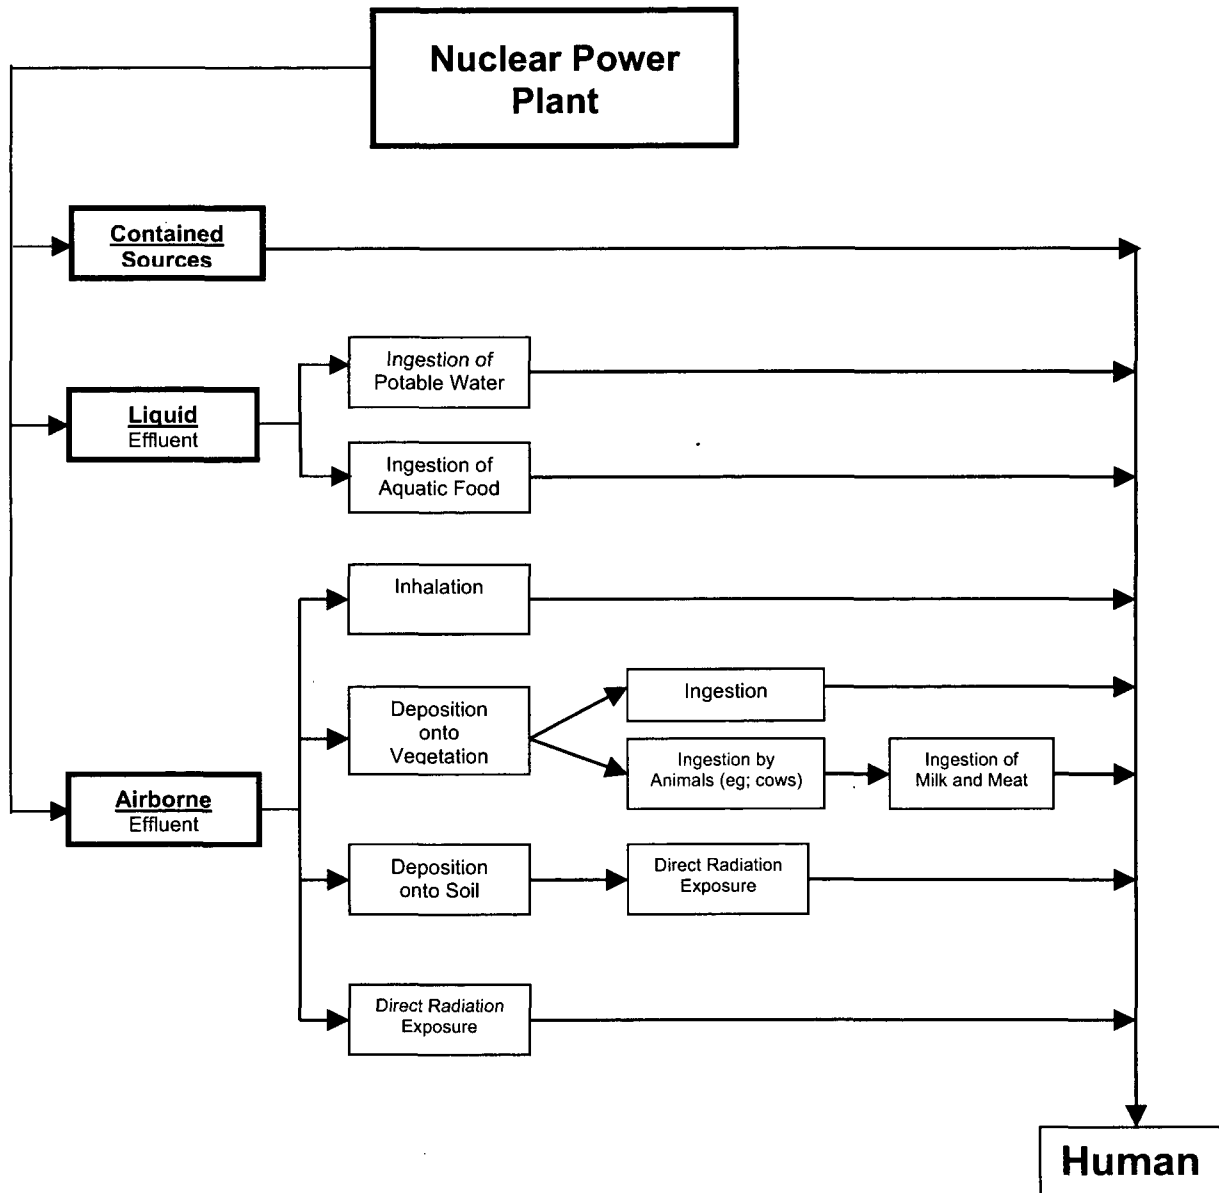 Nuclear Power
Plant
Contained
Sources
Ingestion of
Potable Water
Liquid
Effluent
Ingestion of
Aquatic Food
Inhalation
Deposition
onto
Vegetation
Ingestion
Ingestion by
Animals (eg; cows)
Ingestion of
Milk and Meat
Airborne
Effluent
Deposition
onto Soil
Direct Radiation
Exposure
Direct Radiation
Exposure
Human